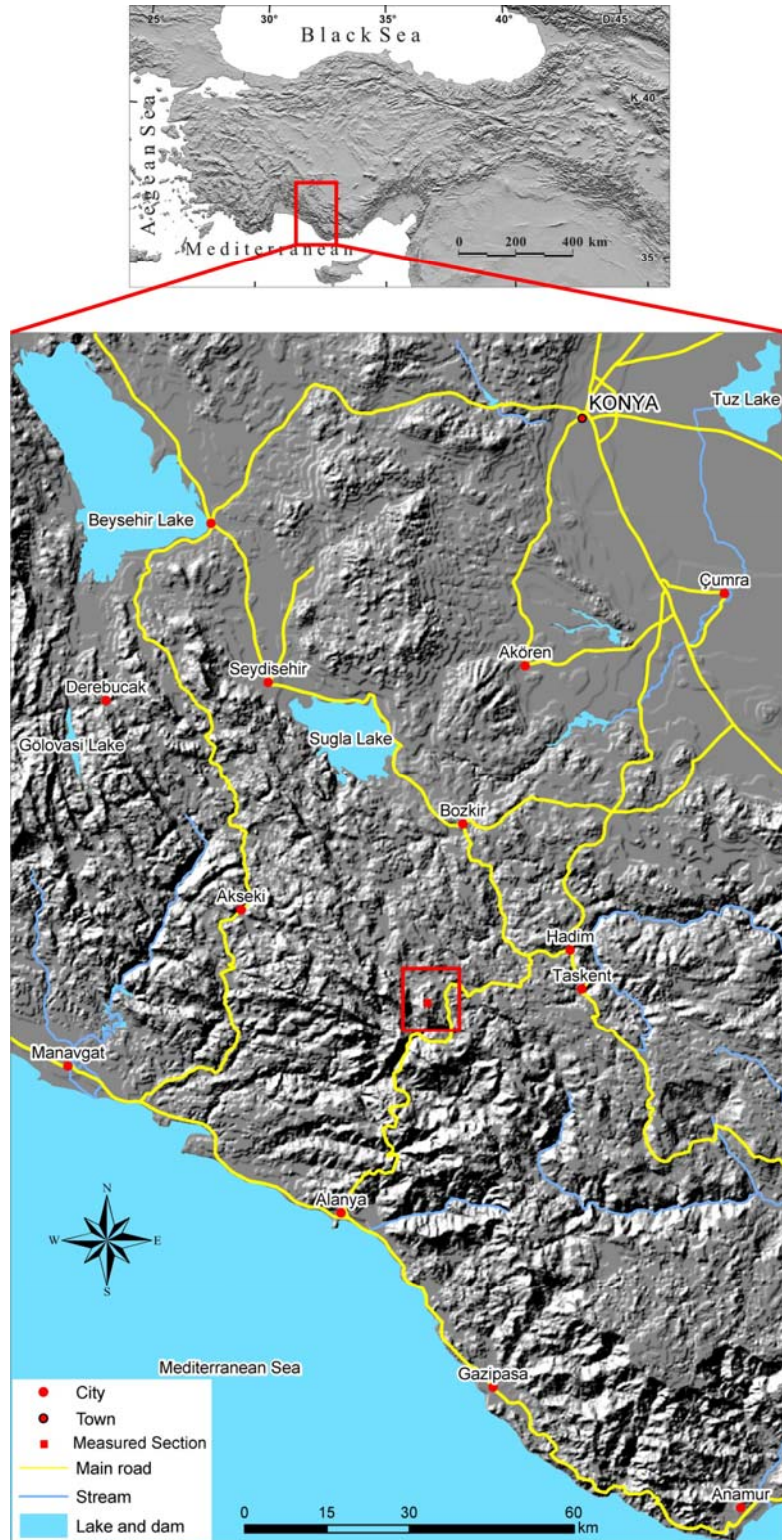 25 30 35 40 D 45
Black Sea
K 40
Aegean Sea
Mediterranean
0 200 400 km
35
KONYA
Tuz Lake
Beysehir Lake
Çumra
Akören
Seydisehir
Derebucak
Gölovasi Lake
Sugla Lake
Bozkir
Akseki
Hadim
Taskent
Manavgat
Alanya
N
W E
S
Mediterranean Sea
Gazipasa
City
Town
Measured Section
Main road
Stream
Lake and dam
Anamur
0 15 30 60
km